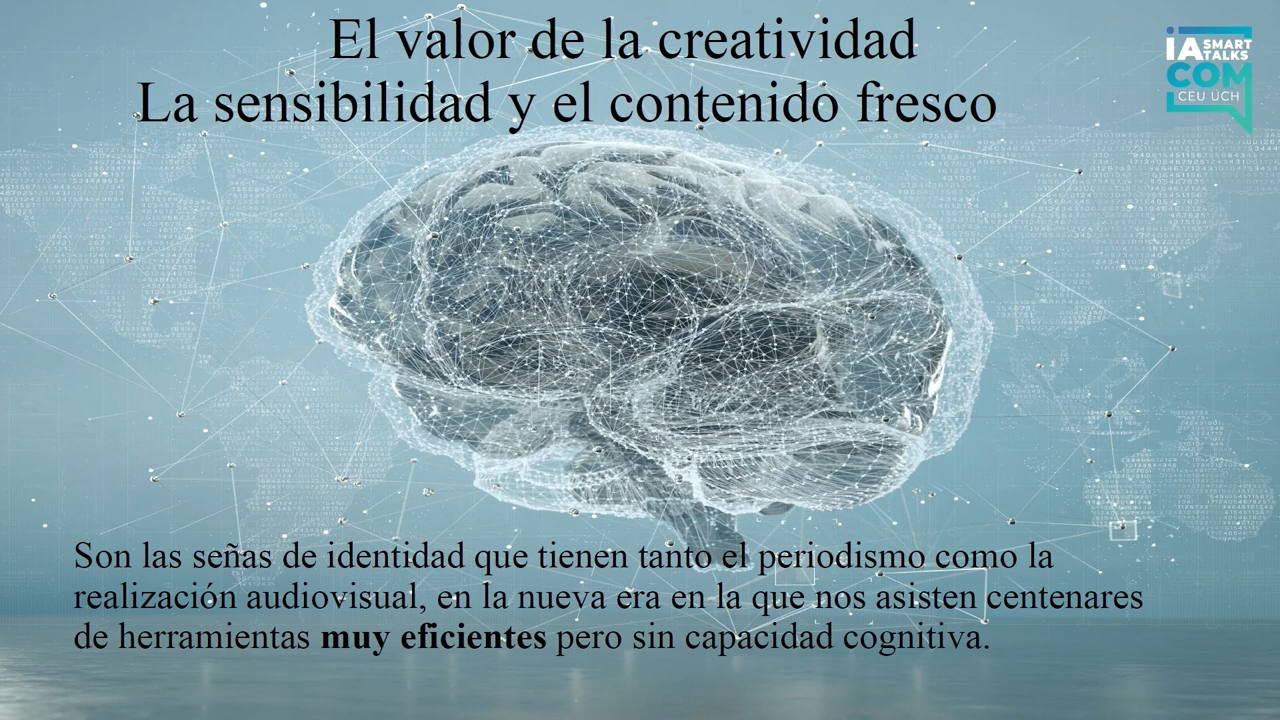 El valor de la creatividad
La sensibilidad y el contenido fresco
iA SMART TALKS
COM
CEU UCH
Son las señas de identidad que tienen tanto el periodismo como la
realización audiovisual, en la nueva era en la que nos asisten centenares
de herramientas muy eficientes pero sin capacidad cognitiva.